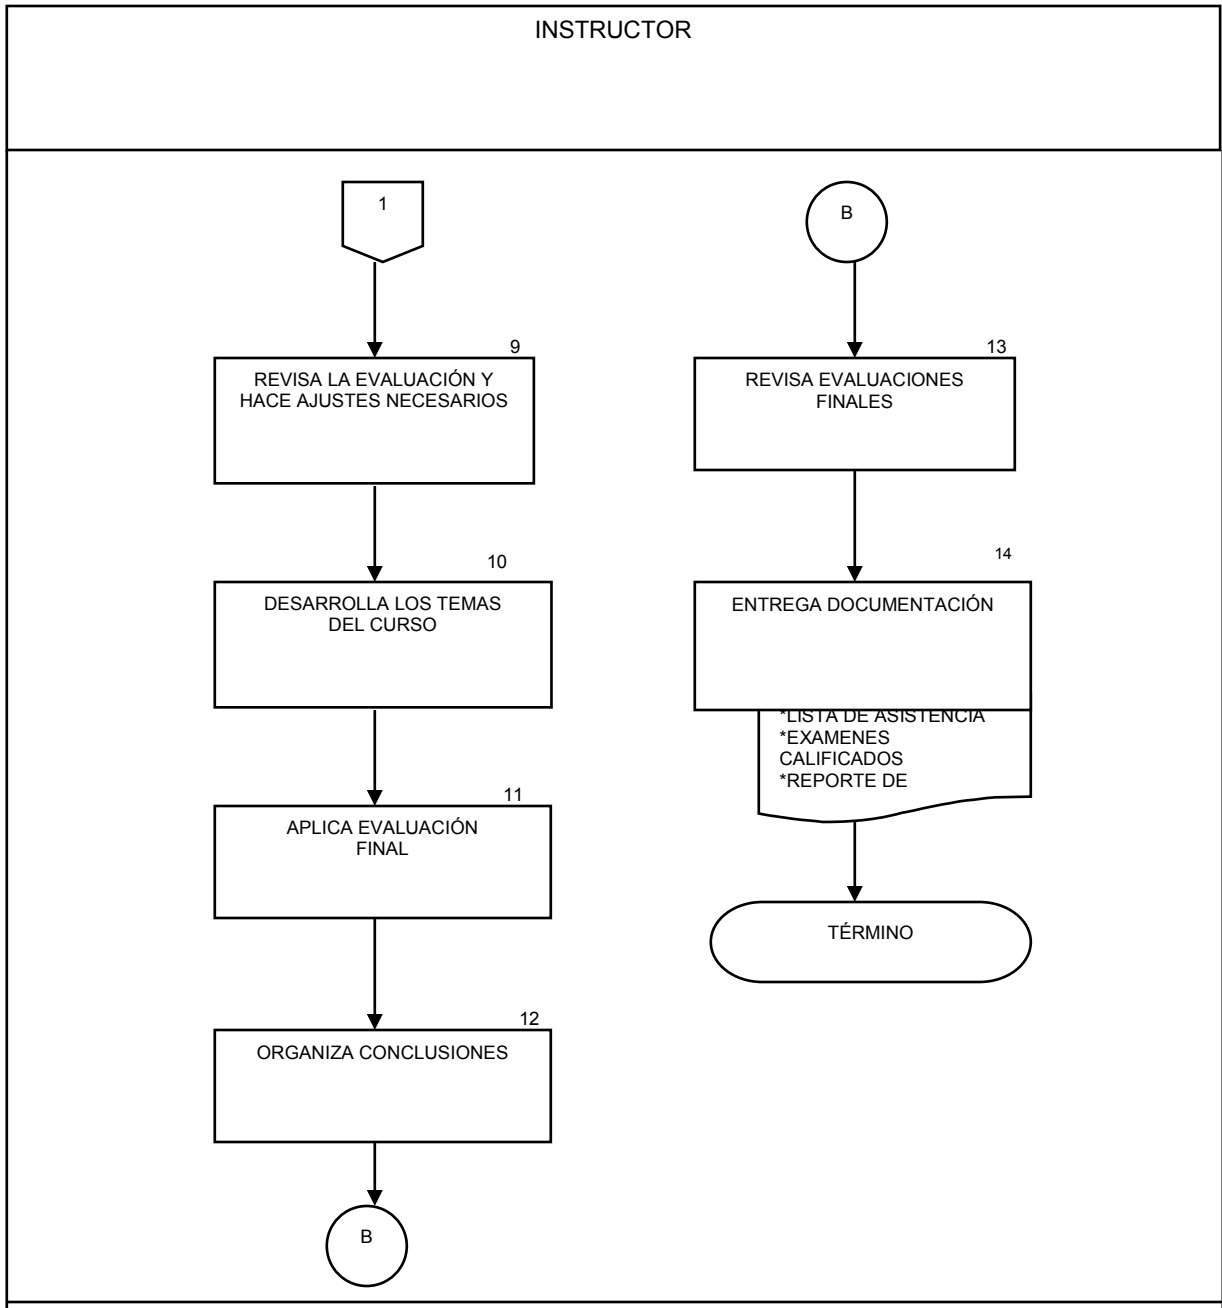 INSTRUCTOR
1
9
REVISA LA EVALUACIÓN Y
HACE AJUSTES NECESARIOS
10
DESARROLLA LOS TEMAS
DEL CURSO
11
APLICA EVALUACIÓN
FINAL
12
ORGANIZA CONCLUSIONES
B
B
13
REVISA EVALUACIONES
FINALES
14
ENTREGA DOCUMENTACIÓN
*LISTA DE ASISTENCIA
*EXAMENES
CALIFICADOS
*REPORTE DE
TÉRMINO